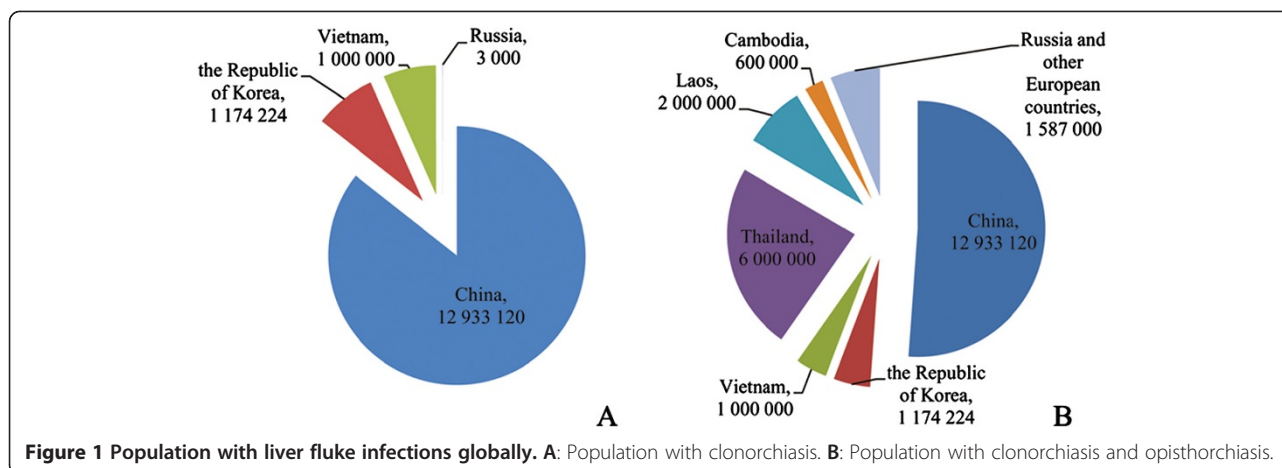 Vietnam,
1 000 000
Russia,
3 000
the Republic
of Korea,
1 174 224
China,
12 933 120
A
Cambodia,
600 000
Russia and
other
European
countries,
1 587 000
Laos,
2 000 000
Thailand,
6 000 000
China,
12 933 120
Vietnam,
1 000 000
the Republic
of Korea,
1 174 224
B
Figure 1 Population with liver fluke infections globally. A: Population with clonorchiasis. B: Population with clonorchiasis and opisthorchiasis.